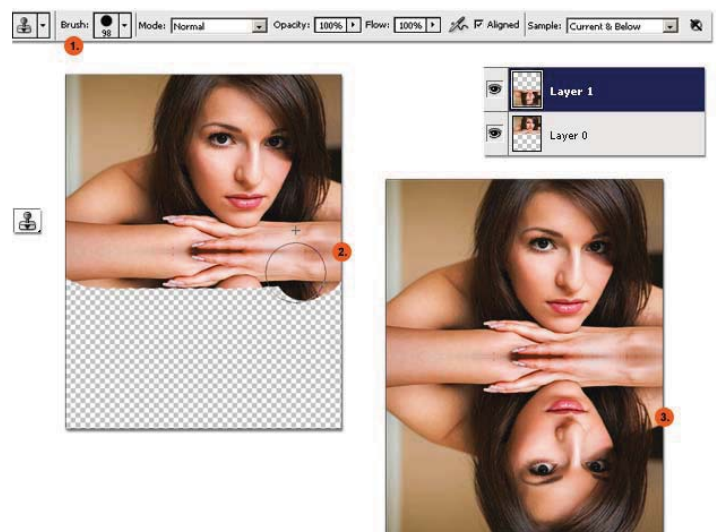 Brush: 98 Mode: Normal Opacity: 100% Flow: 100% Aligned Sample: Current & Below
1.
Layer 1
Layer 0
2.
3.